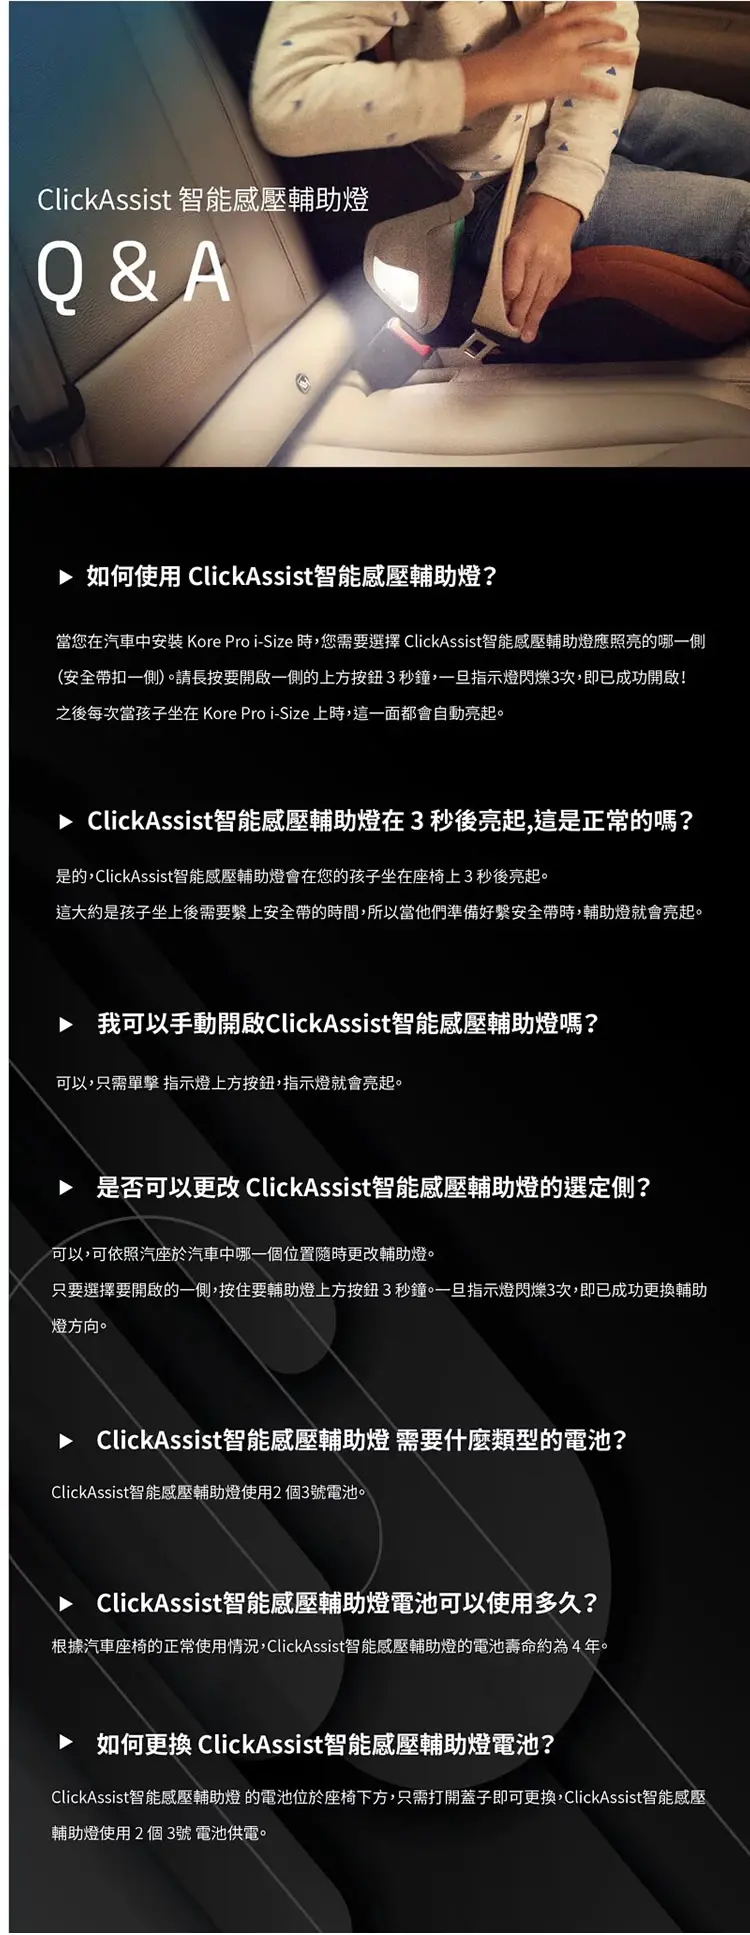 ClickAssist 智能感壓輔助燈
Q & A
▶ 如何使用 ClickAssist智能感壓輔助燈？
當您在汽車中安裝 Kore Pro i-Size 時，您需要選擇 ClickAssist智能感壓輔助燈應照亮的哪一側
（安全帶扣一側）。請長按要開啟一側的上方按鈕 3 秒鐘，一旦指示燈閃爍3次，即已成功開啟！
之後每次當孩子坐在 Kore Pro i-Size 上時，這一面都會自動亮起。
▶ ClickAssist智能感壓輔助燈在 3 秒後亮起,這是正常的嗎？
是的，ClickAssist智能感壓輔助燈會在您的孩子坐在座椅上 3 秒後亮起。
這大約是孩子坐上後需要繫上安全帶的時間，所以當他們準備好繫安全帶時，輔助燈就會亮起。
▶ 我可以手動開啟ClickAssist智能感壓輔助燈嗎？
可以，只需單擊 指示燈上方按鈕，指示燈就會亮起。
▶ 是否可以更改 ClickAssist智能感壓輔助燈的選定側？
可以，可依照汽座於汽車中哪一個位置隨時更改輔助燈。
只要選擇要開啟的一側，按住要輔助燈上方按鈕 3 秒鐘。一旦指示燈閃爍3次，即已成功更換輔助
燈方向。
▶ ClickAssist智能感壓輔助燈 需要什麼類型的電池？
ClickAssist智能感壓輔助燈使用2 個3號電池。
▶ ClickAssist智能感壓輔助燈電池可以使用多久？
根據汽車座椅的正常使用情況，ClickAssist智能感壓輔助燈的電池壽命約為 4 年。
▶ 如何更換 ClickAssist智能感壓輔助燈電池？
ClickAssist智能感壓輔助燈 的電池位於座椅下方，只需打開蓋子即可更換，ClickAssist智能感壓
輔助燈使用 2 個 3號 電池供電。